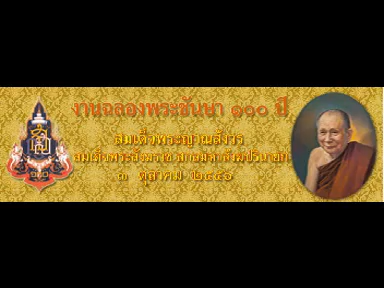 งานฉลองพระชันษา ๑๐๐ ปี
สมเด็จพระญาณสังวร
สมเด็จพระสังฆราช สกลมหาสังฆปริณายก
๓ ตุลาคม ๒๕๕๖
๑๐๐